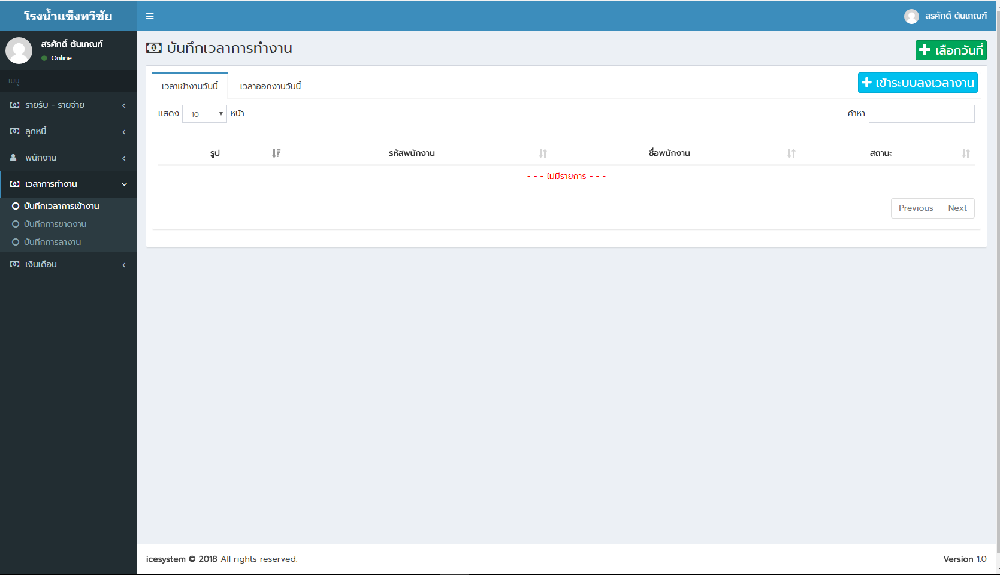 โรงน้ำแข็งทวีชัย
สรศักดิ์ ตันเกณฑ์
สรศักดิ์ ตันเกณฑ์
Online
เมนู
รายรับ - รายจ่าย
ลูกหนี้
พนักงาน
เวลาการทำงาน
บันทึกเวลาการเข้างาน
บันทึกการขาดงาน
บันทึกการลางาน
เงินเดือน
บันทึกเวลาการทำงาน
เลือกวันที่
เวลาเข้างานวันนี้ เวลาออกงานวันนี้
เข้าระบบลงเวลางาน
แสดง 10 หน้า
ค้าหา
รูป รหัสพนักงาน ชื่อพนักงาน สถานะ
- - - ไม่มีรายการ - - -
Previous Next
icesystem © 2018 All rights reserved.
Version 1.0